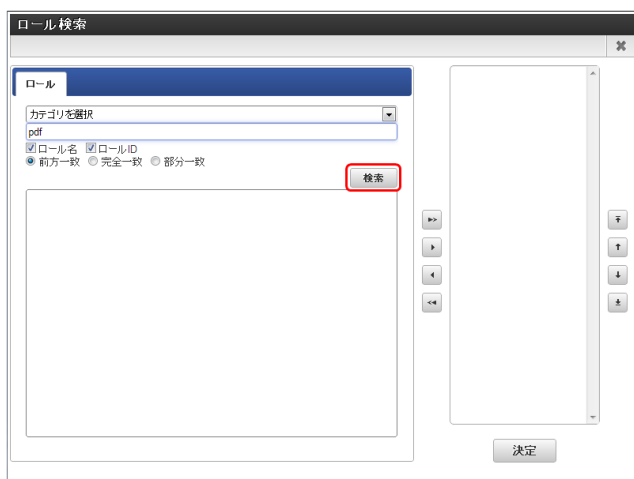 ロール検索
ロール
カテゴリを選択
pdf
ロール名 ロールID
前方一致 完全一致 部分一致
検索
決定